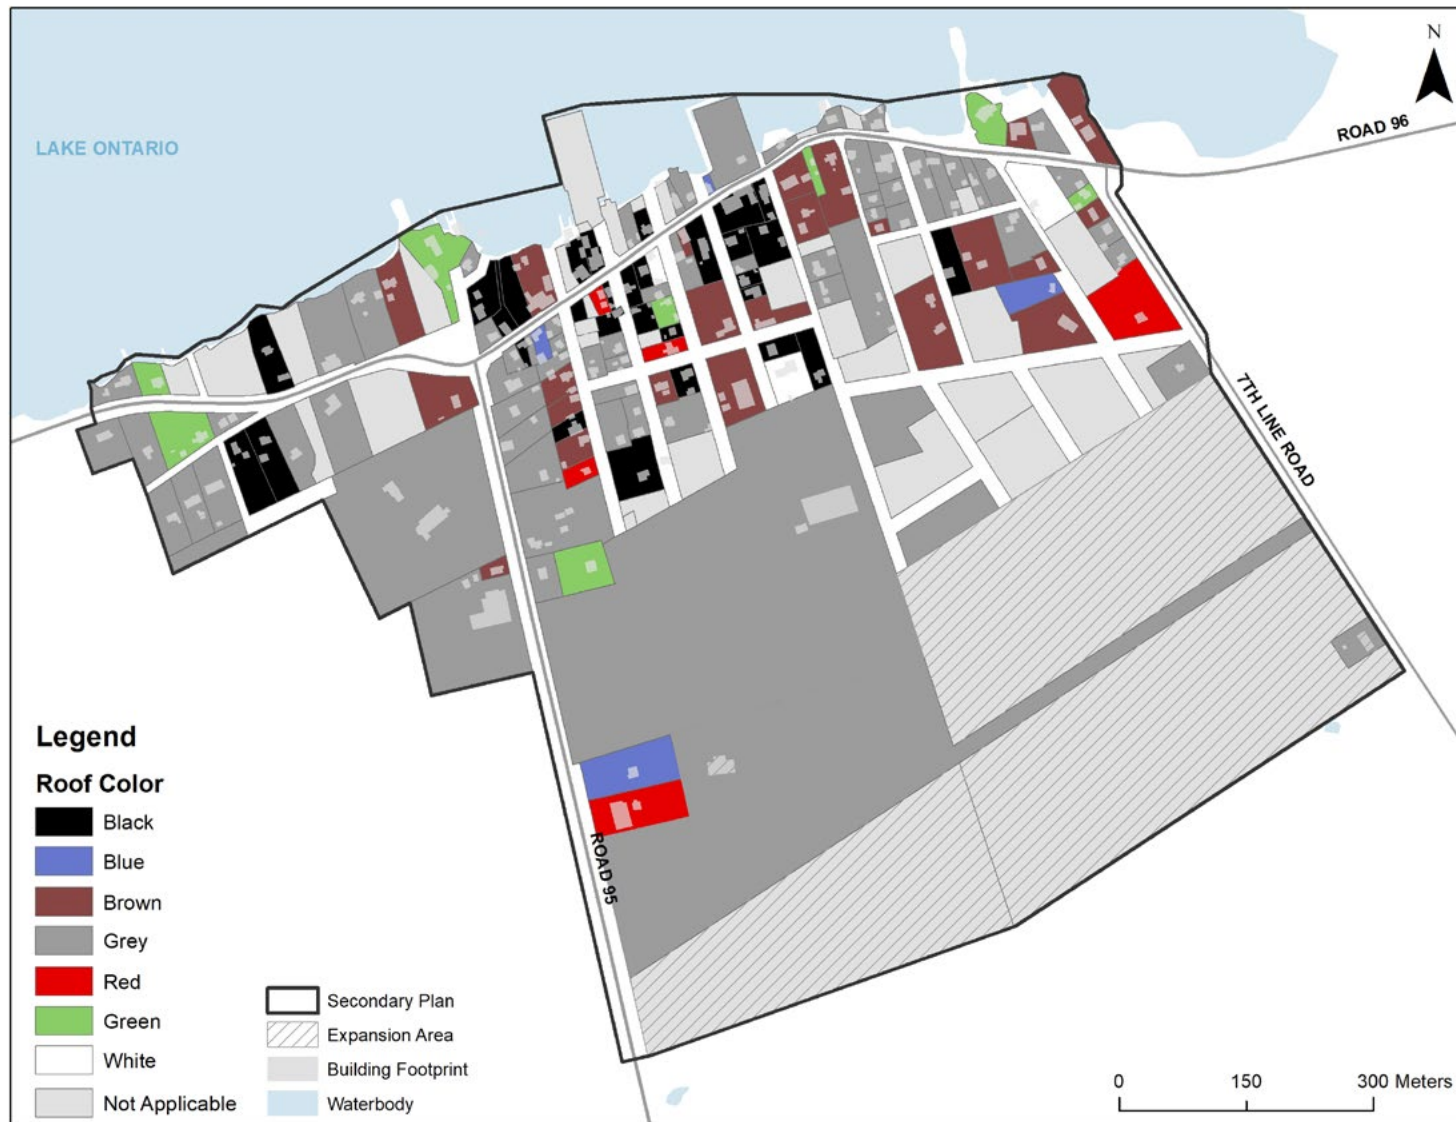 N
ROAD 96
LAKE ONTARIO
7TH LINE ROAD
ROAD 95
Legend
Roof Color
Black
Blue
Brown
Grey
Red
Green
White
Not Applicable
Secondary Plan
Expansion Area
Building Footprint
Waterbody
0 150 300 Meters